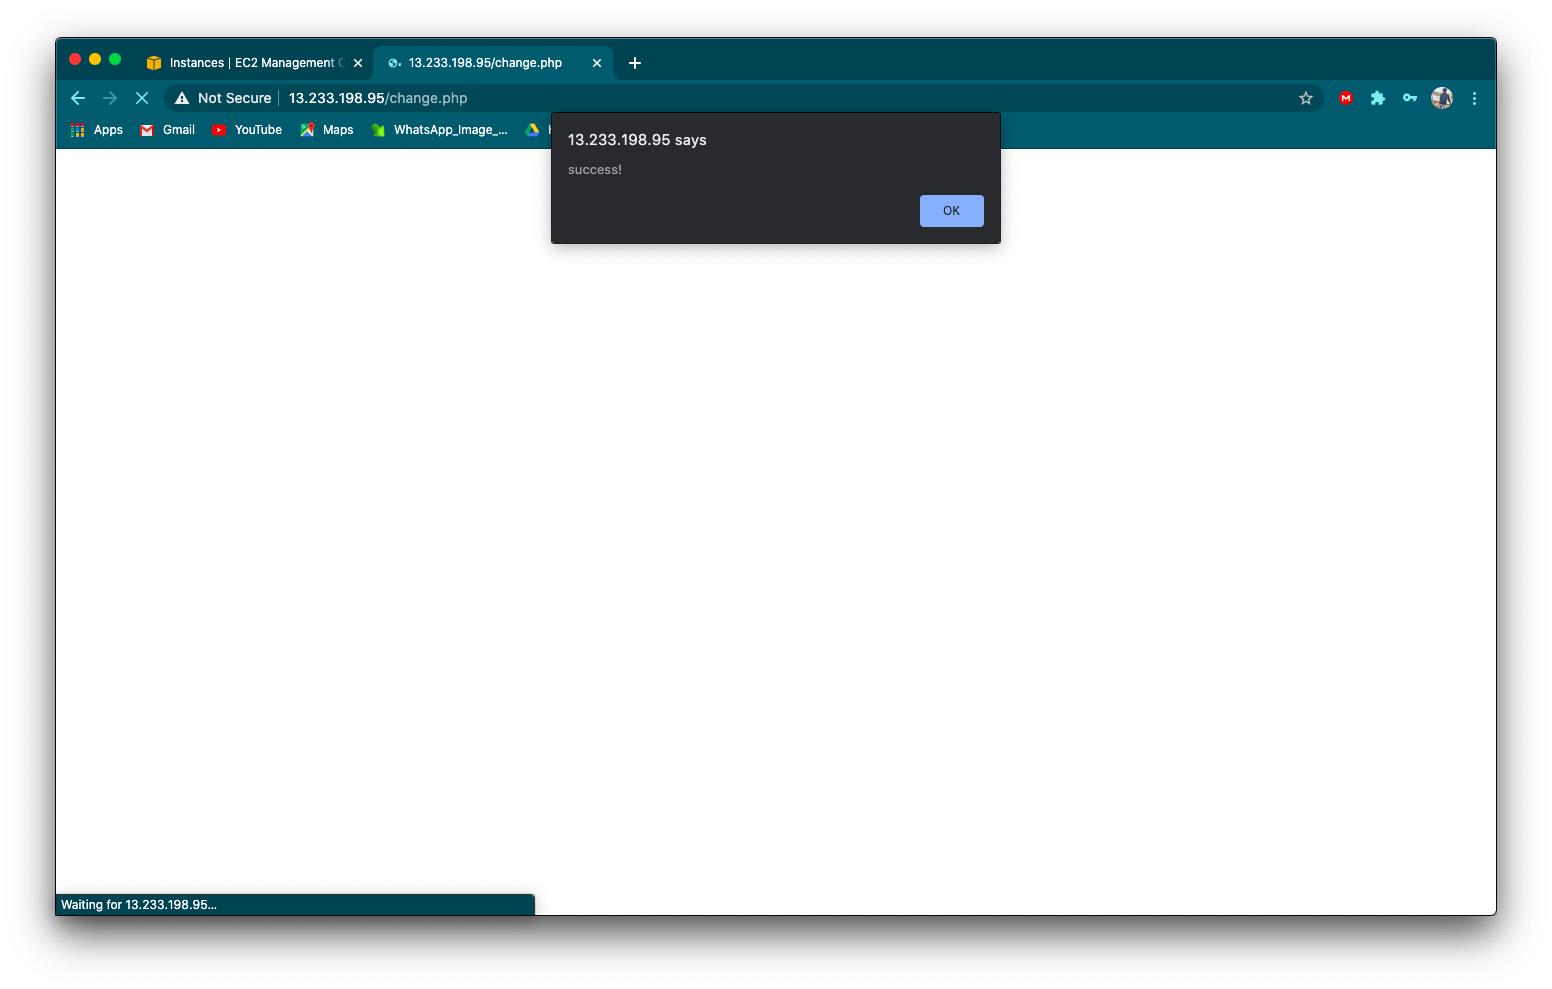 Instances | EC2 Management C
13.233.198.95/change.php
Not Secure | 13.233.198.95/change.php
Apps Gmail YouTube Maps WhatsApp_Image_...
13.233.198.95 says
success!
OK
Waiting for 13.233.198.95...